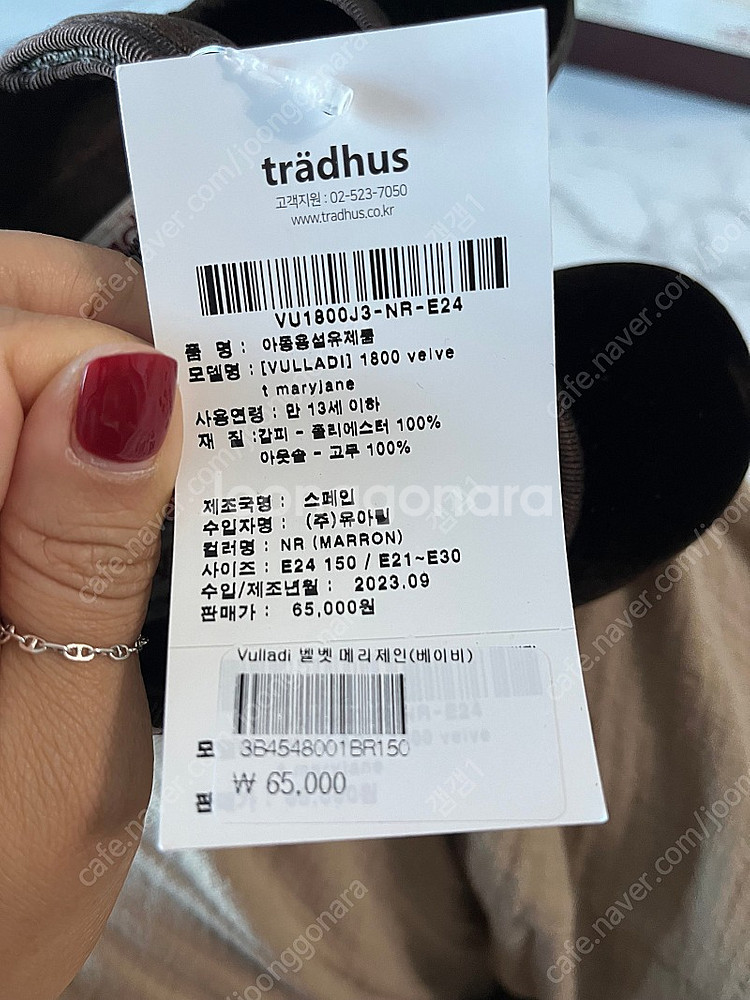 trädhus
고객지원 : 02-523-7050
www.tradhus.co.kr
VU1800J3-NR-E24
품 명 : 아동용섬유제품
모델명 : [VULLADI] 1800 velve
t maryjane
사용연령 : 만 13세 이하
재 질 :갑피 - 폴리에스터 100%
아웃솔 - 고무 100%
제조국명 : 스페인
수입자명 : (주)유아월
컬러명 : NR (MARRON)
사이즈 : E24 150 / E21~E30
수입/제조년월 : 2023.09
판매가 : 65,000원
Vulladi 벨벳 메리제인(베이비)
3B4548001BR150
₩ 65,000
모
joonggonara
cafe.naver.com/joonggonara
갬갬1